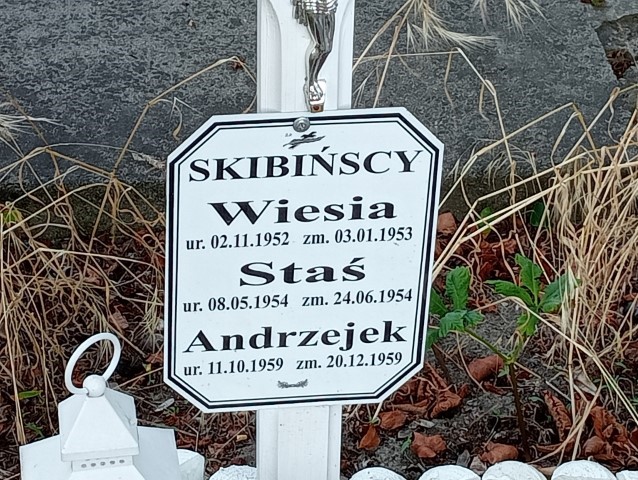 SKIBIŃSCY
Wiesia
ur. 02.11.1952 zm. 03.01.1953
Staś
ur. 08.05.1954 zm. 24.06.1954
Andrzejek
ur. 11.10.1959 zm. 20.12.1959